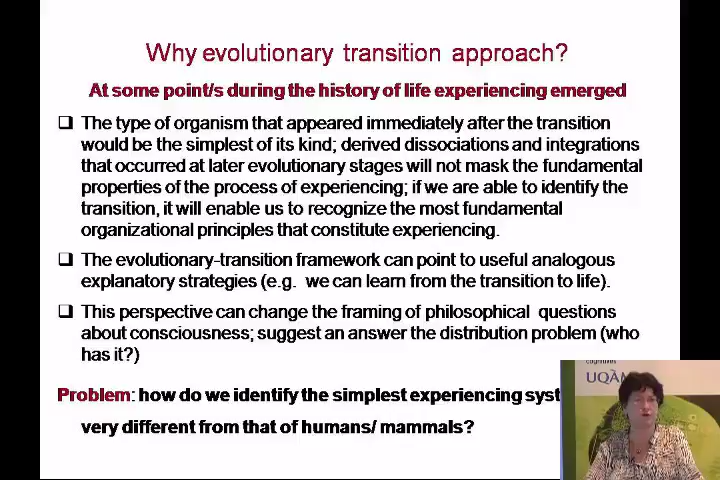 Why evolutionary transition approach?
At some point/s during the history of life experiencing emerged
The type of organism that appeared immediately after the transition
would be the simplest of its kind; derived dissociations and integrations
that occurred at later evolutionary stages will not mask the fundamental
properties of the process of experiencing; if we are able to identify the
transition, it will enable us to recognize the most fundamental
organizational principles that constitute experiencing.
The evolutionary-transition framework can point to useful analogous
explanatory strategies (e.g. we can learn from the transition to life).
This perspective can change the framing of philosophical questions
about consciousness; suggest an answer the distribution problem (who
has it?)
cognitives
UQÀM
Problem: how do we identify the simplest experiencing syst
very different from that of humans/ mammals?